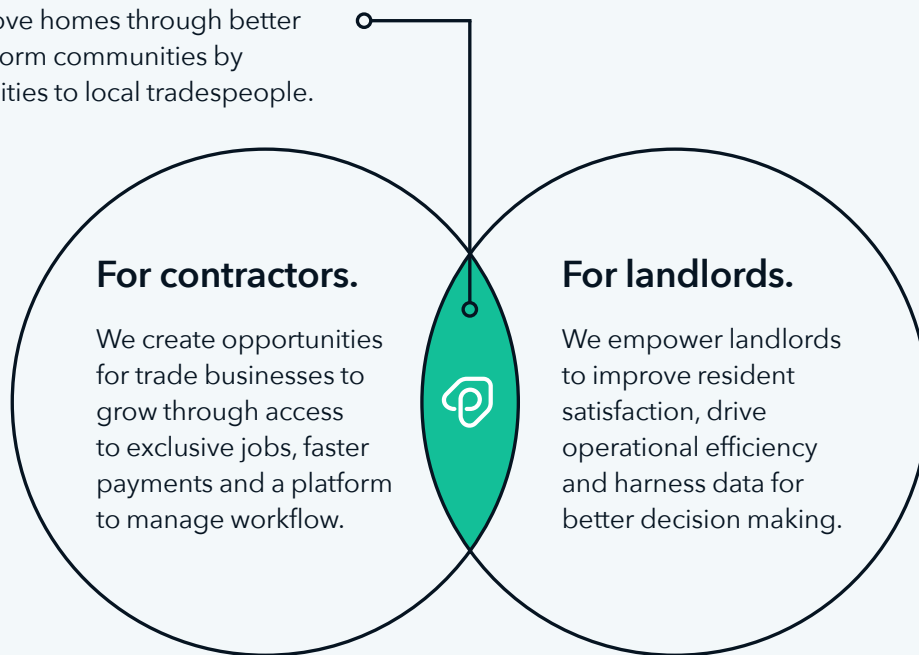 ove homes through better
orm communities by
ities to local tradespeople.
For contractors.
We create opportunities
for trade businesses to
grow through access
to exclusive jobs, faster
payments and a platform
to manage workflow.
For landlords.
We empower landlords
to improve resident
satisfaction, drive
operational efficiency
and harness data for
better decision making.